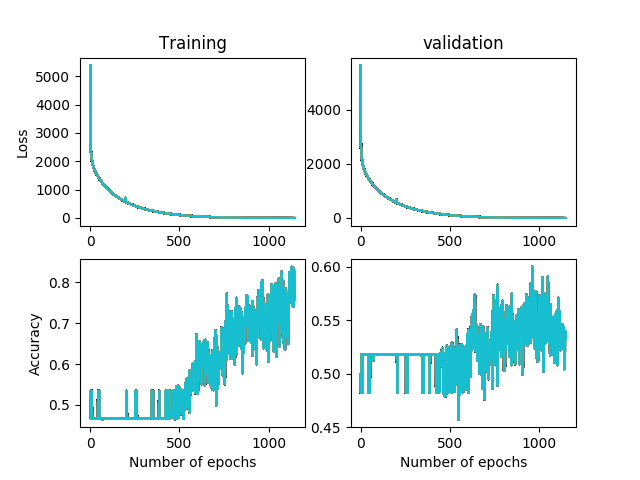 Training
validation
Loss
5000
4000
3000
2000
1000
0
0 500 1000
4000
2000
0
0 500 1000
Accuracy
0.8
0.7
0.6
0.5
0 500 1000
Number of epochs
0.60
0.55
0.50
0.45
0 500 1000
Number of epochs